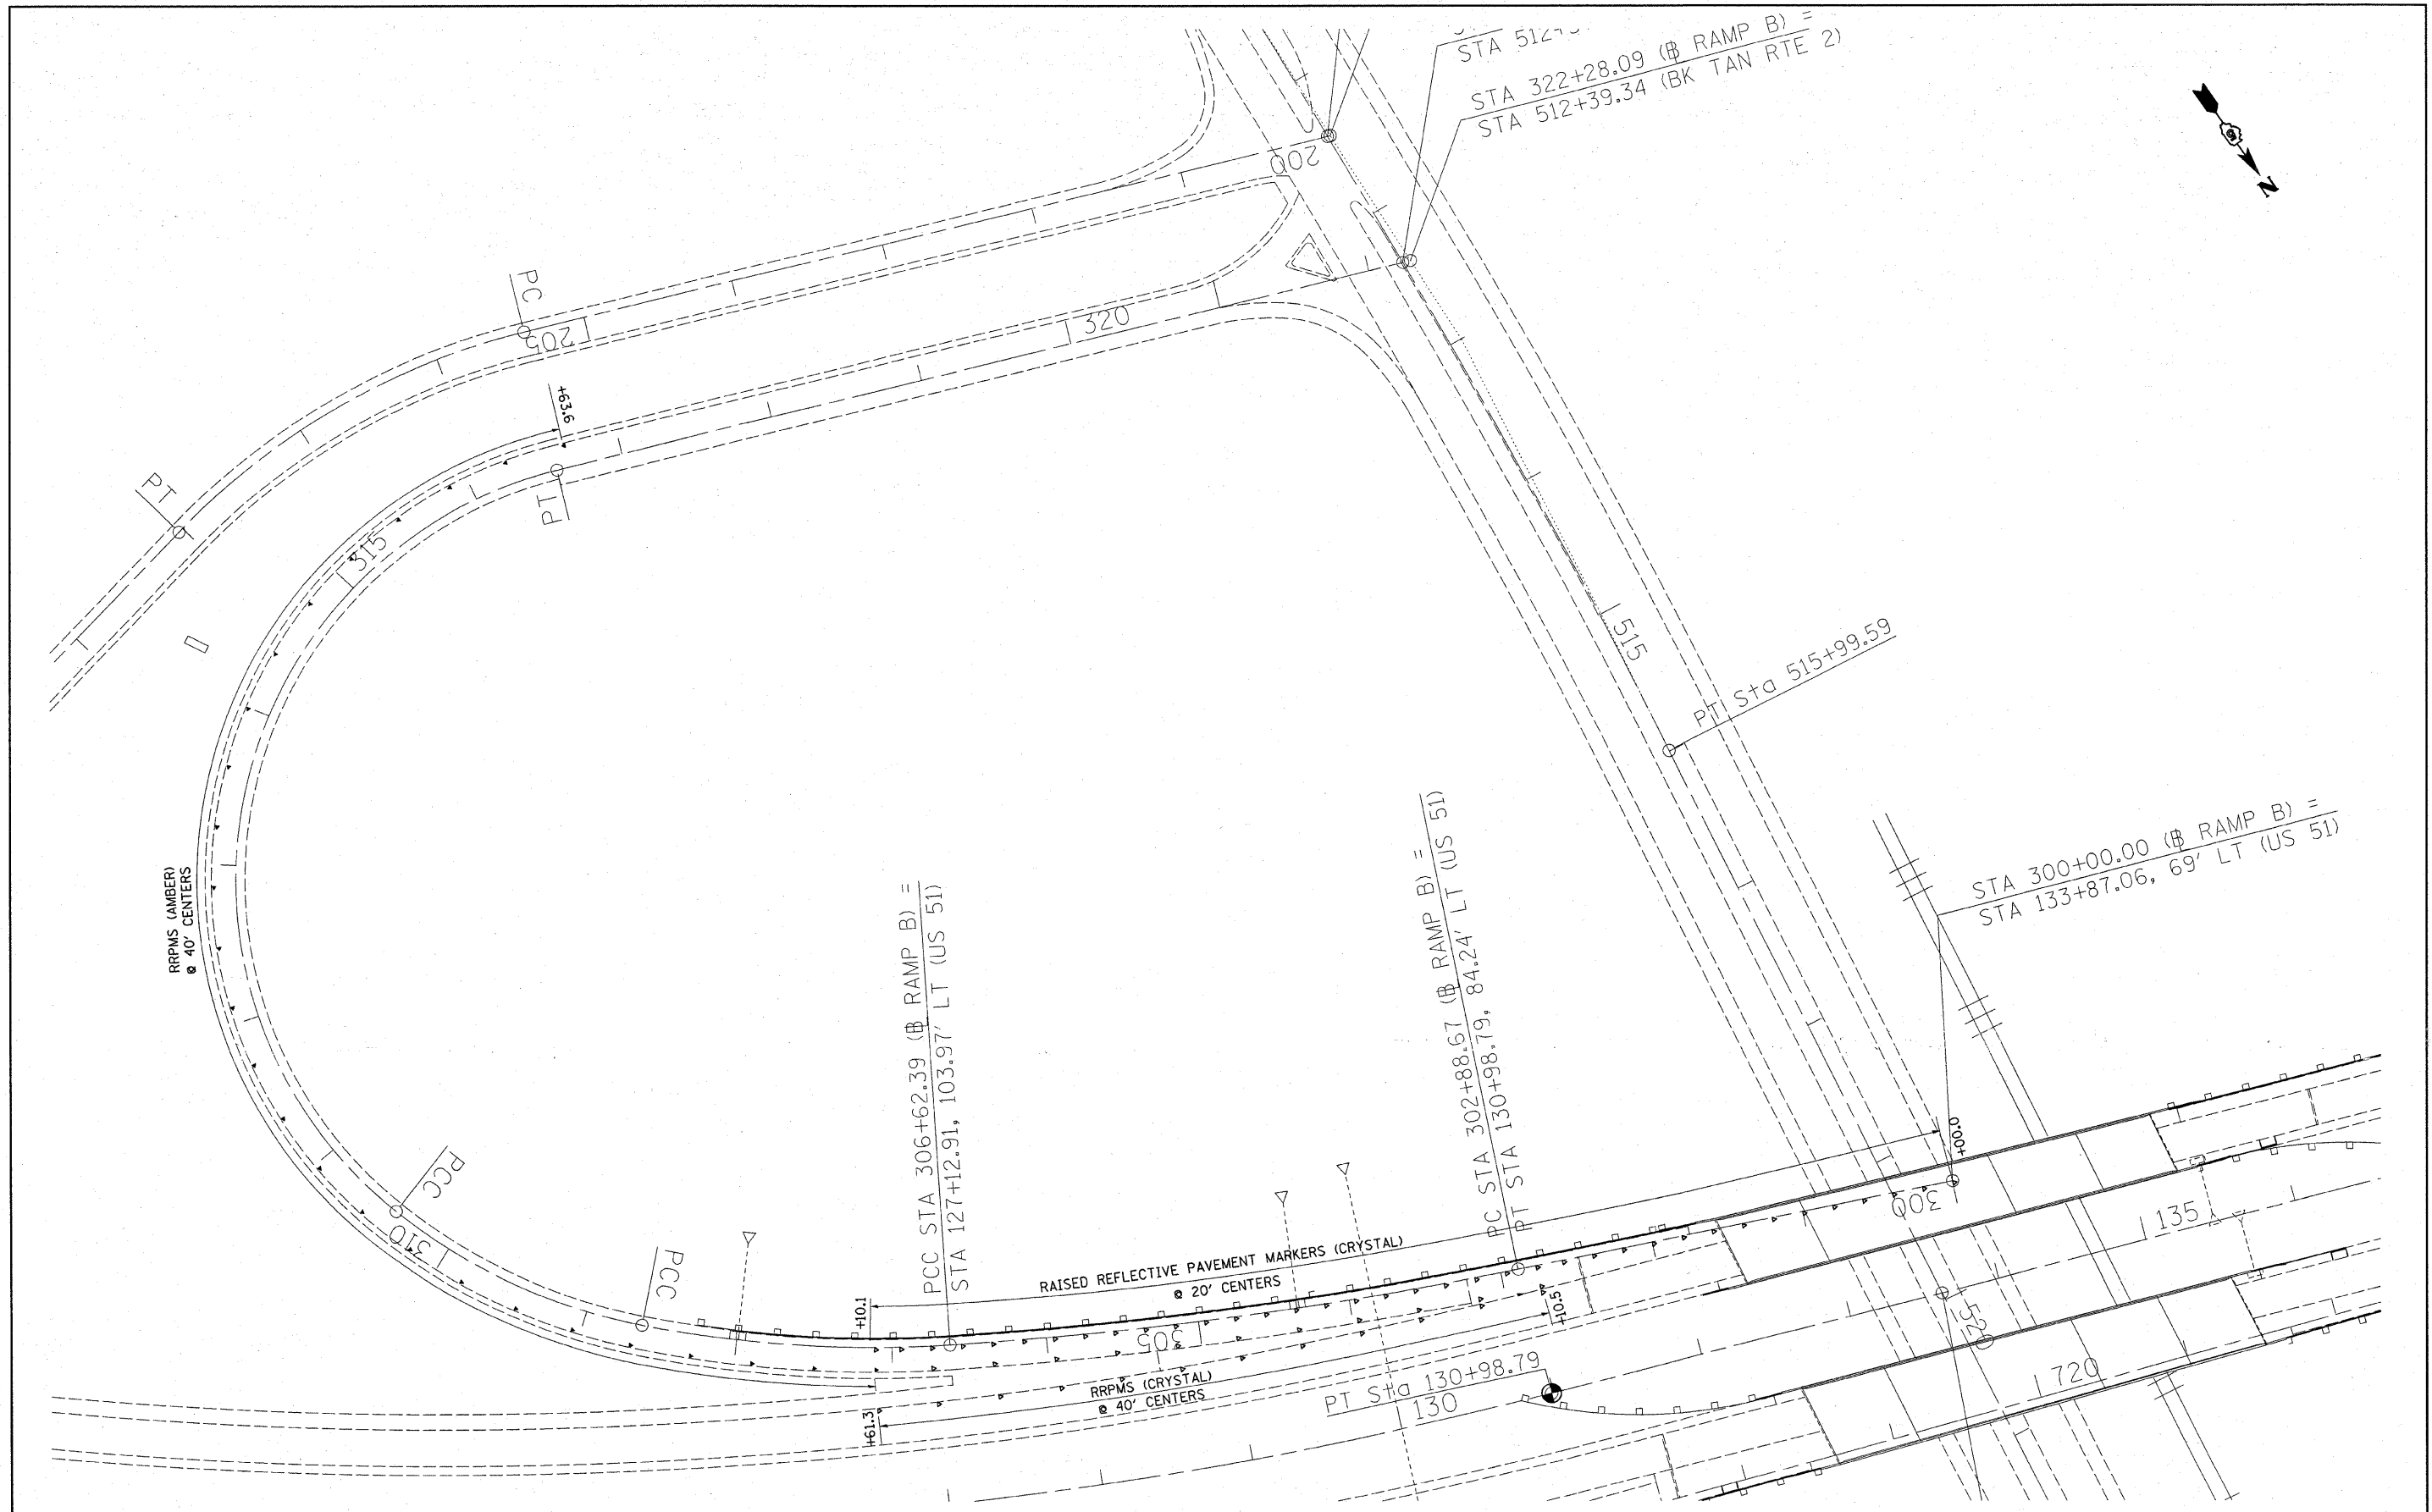 STA 322+28.09 (℄ RAMP B) =
STA 512+39.34 (BK TAN RTE 2)
N
200
PC
205
320
+63.6
PT
PT
315
515
PT Sta 515+99.59
STA 300+00.00 (℄ RAMP B) =
STA 133+87.06, 69' LT (US 51)
RRPMS (AMBER)
@ 40' CENTERS
PCC STA 306+62.39 (℄ RAMP B) =
STA 127+12.91, 103.97' LT (US 51)
PC STA 302+88.67 (℄ RAMP B) =
PT STA 130+98.79, 84.24' LT (US 51)
+00.0
300
135
PCC
310
PCC
RAISED REFLECTIVE PAVEMENT MARKERS (CRYSTAL)
@ 20' CENTERS
+10.1
+10.5
305
520
720
RRPMS (CRYSTAL)
@ 40' CENTERS
+61.3
PT Sta 130+98.79
130